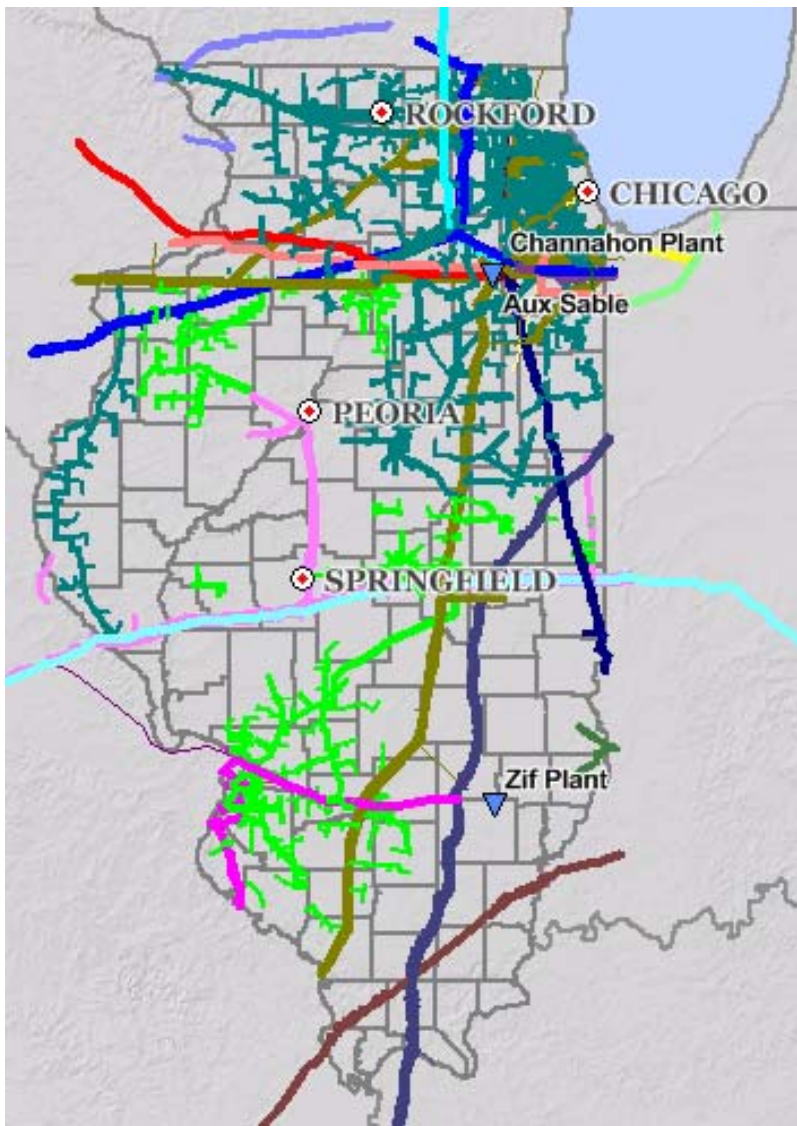 ROCKFORD
CHICAGO
Channahon Plant
Aux Sable
PEORIA
SPRINGFIELD
Zif Plant